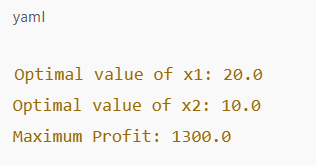 yaml
Optimal value of x1: 20.0
Optimal value of x2: 10.0
Maximum Profit: 1300.0